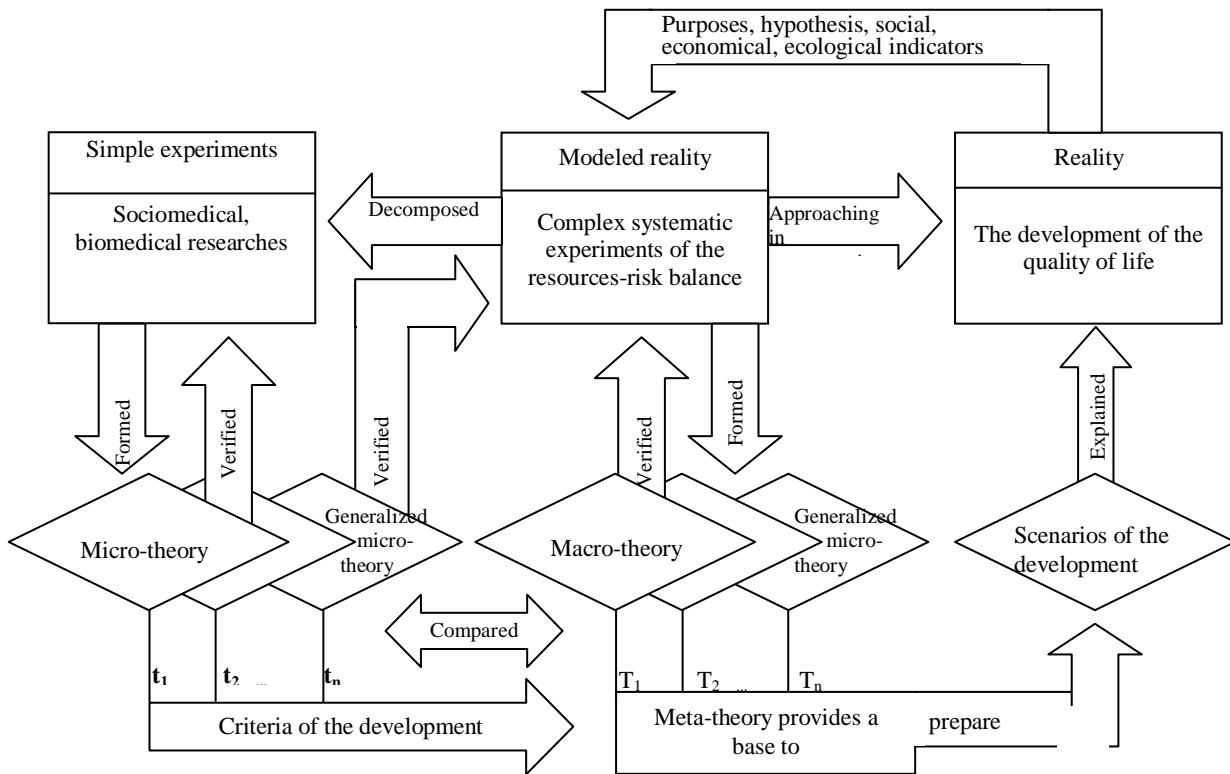 Purposes, hypothesis, social,
economical, ecological indicators
Simple experiments
Sociomedical,
biomedical researches
Decomposed
Modeled reality
Complex systematic
experiments of the
resources-risk balance
Approaching
in
Reality
The development of the
quality of life
Formed
Verified
Verified
Verified
Formed
Explained
Micro-theory
Generalized
micro-
theory
Macro-theory
Generalized
micro-
theory
Scenarios of the
development
Compared
t1 t2 ... tn
T1 T2 ... Tn
Criteria of the development
Meta-theory provides a
base to
prepare